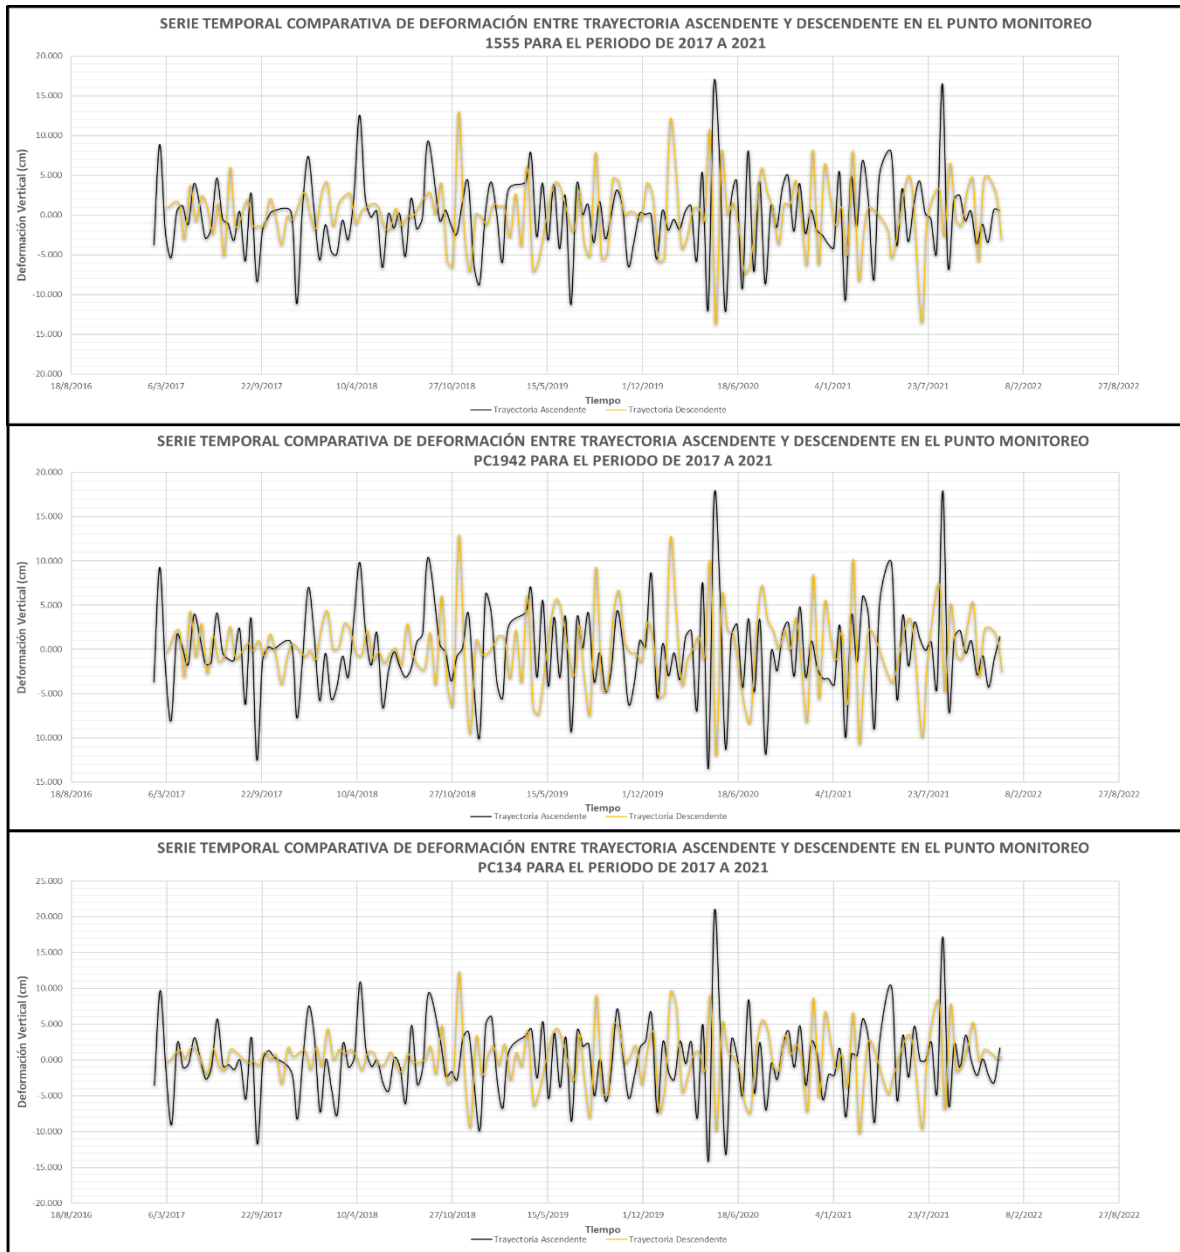 SERIE TEMPORAL COMPARATIVA DE DEFORMACIÓN ENTRE TRAYECTORIA ASCENDENTE Y DESCENDENTE EN EL PUNTO MONITOREO
1555 PARA EL PERIODO DE 2017 A 2021
20.000
15.000
10.000
5.000
0.000
-5.000
-10.000
-15.000
-20.000
Deformación Vertical (cm)
18/8/2016 6/3/2017 22/9/2017 10/4/2018 27/10/2018 15/5/2019 1/12/2019 18/6/2020 4/1/2021 23/7/2021 8/2/2022 27/8/2022
Tiempo
Trayectoria Ascendente Trayectoria Descendente
SERIE TEMPORAL COMPARATIVA DE DEFORMACIÓN ENTRE TRAYECTORIA ASCENDENTE Y DESCENDENTE EN EL PUNTO MONITOREO
PC1942 PARA EL PERIODO DE 2017 A 2021
20.000
15.000
10.000
5.000
0.000
-5.000
-10.000
-15.000
Deformación Vertical (cm)
18/8/2016 6/3/2017 22/9/2017 10/4/2018 27/10/2018 15/5/2019 1/12/2019 18/6/2020 4/1/2021 23/7/2021 8/2/2022 27/8/2022
Tiempo
Trayectoria Ascendente Trayectoria Descendente
SERIE TEMPORAL COMPARATIVA DE DEFORMACIÓN ENTRE TRAYECTORIA ASCENDENTE Y DESCENDENTE EN EL PUNTO MONITOREO
PC134 PARA EL PERIODO DE 2017 A 2021
25.000
20.000
15.000
10.000
5.000
0.000
-5.000
-10.000
-15.000
-20.000
Deformación Vertical (cm)
18/8/2016 6/3/2017 22/9/2017 10/4/2018 27/10/2018 15/5/2019 1/12/2019 18/6/2020 4/1/2021 23/7/2021 8/2/2022 27/8/2022
Tiempo
Trayectoria Ascendente Trayectoria Descendente